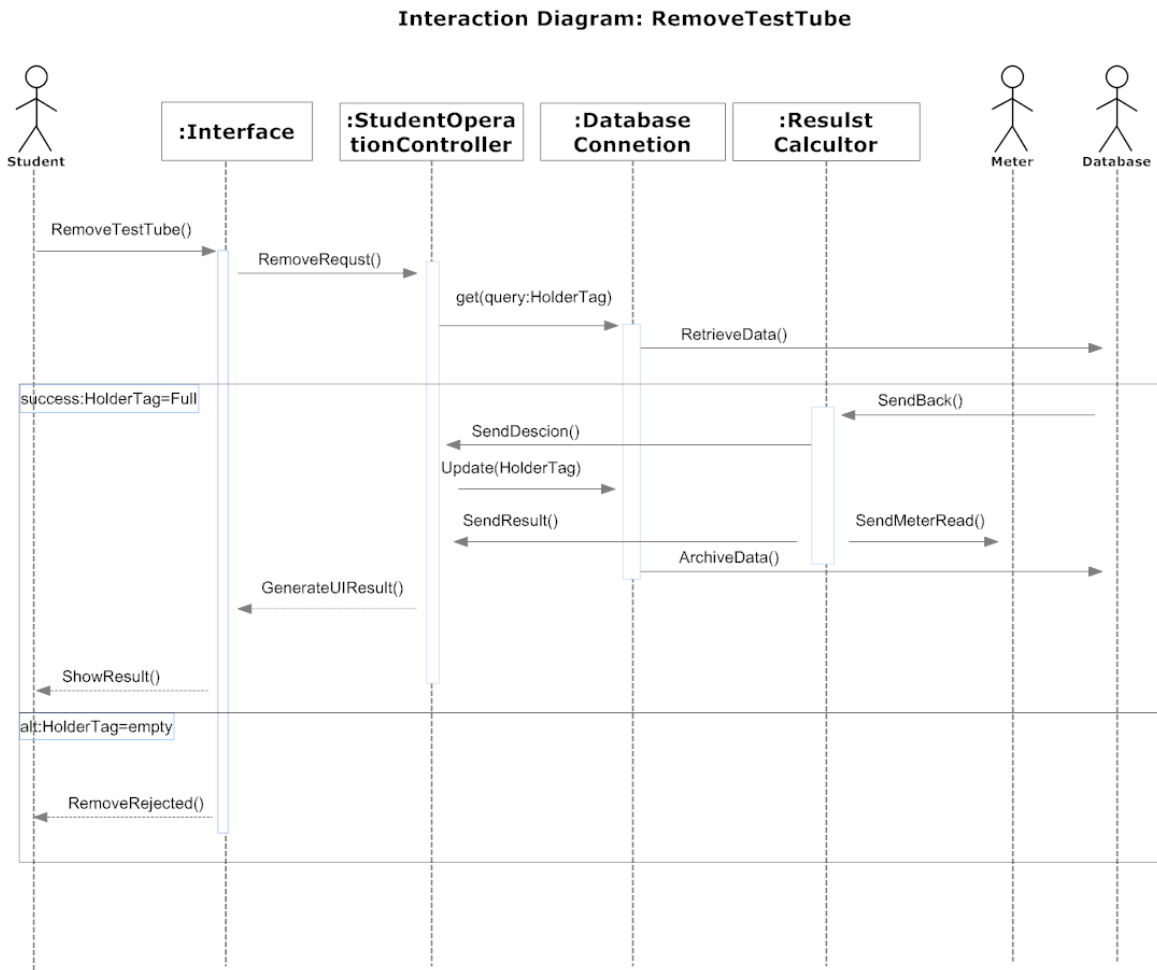 Interaction Diagram: RemoveTestTube
Student
:Interface
:StudentOpera
tionController
:Database
Connetion
:Resulst
Calcultor
Meter
Database
RemoveTestTube()
RemoveRequst()
get(query:HolderTag)
RetrieveData()
success:HolderTag=Full
SendBack()
SendDescion()
Update(HolderTag)
SendResult()
SendMeterRead()
ArchiveData()
GenerateUIResult()
ShowResult()
alt:HolderTag=empty
RemoveRejected()